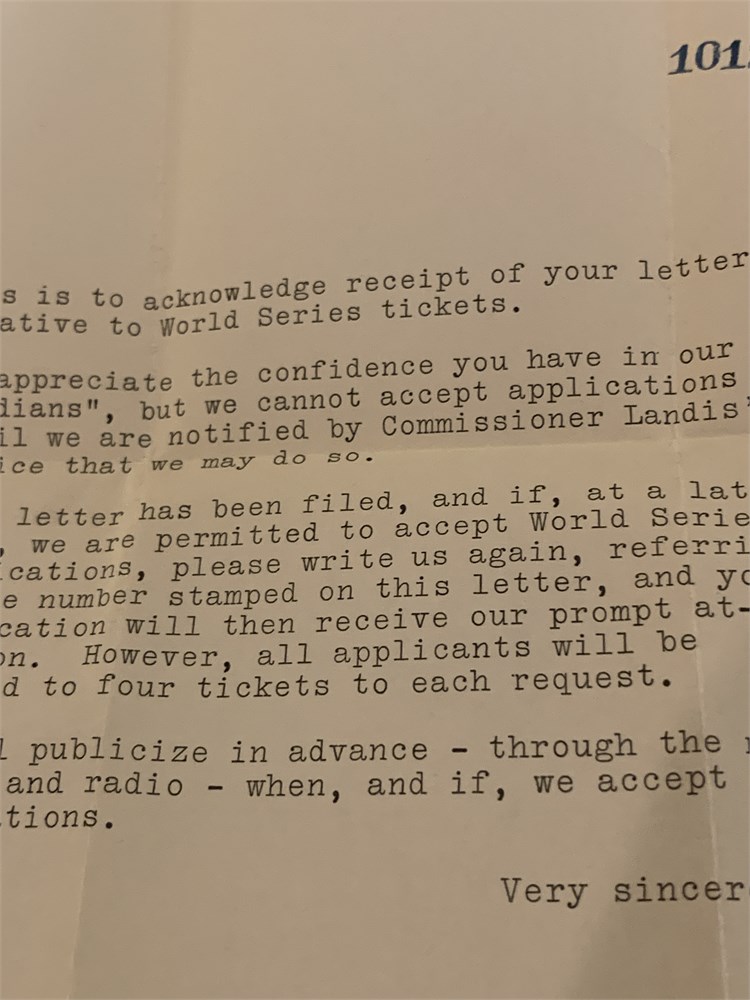 101
s is to acknowledge receipt of your letter
ative to World Series tickets.
appreciate the confidence you have in our
dians", but we cannot accept applications
il we are notified by Commissioner Landis'
ice that we may do so.
letter has been filed, and if, at a lat
, we are permitted to accept World Serie
ications, please write us again, referri
e number stamped on this letter, and yo
cation will then receive our prompt at-
on. However, all applicants will be
d to four tickets to each request.
l publicize in advance - through the
and radio - when, and if, we accept
tions.
Very sincer